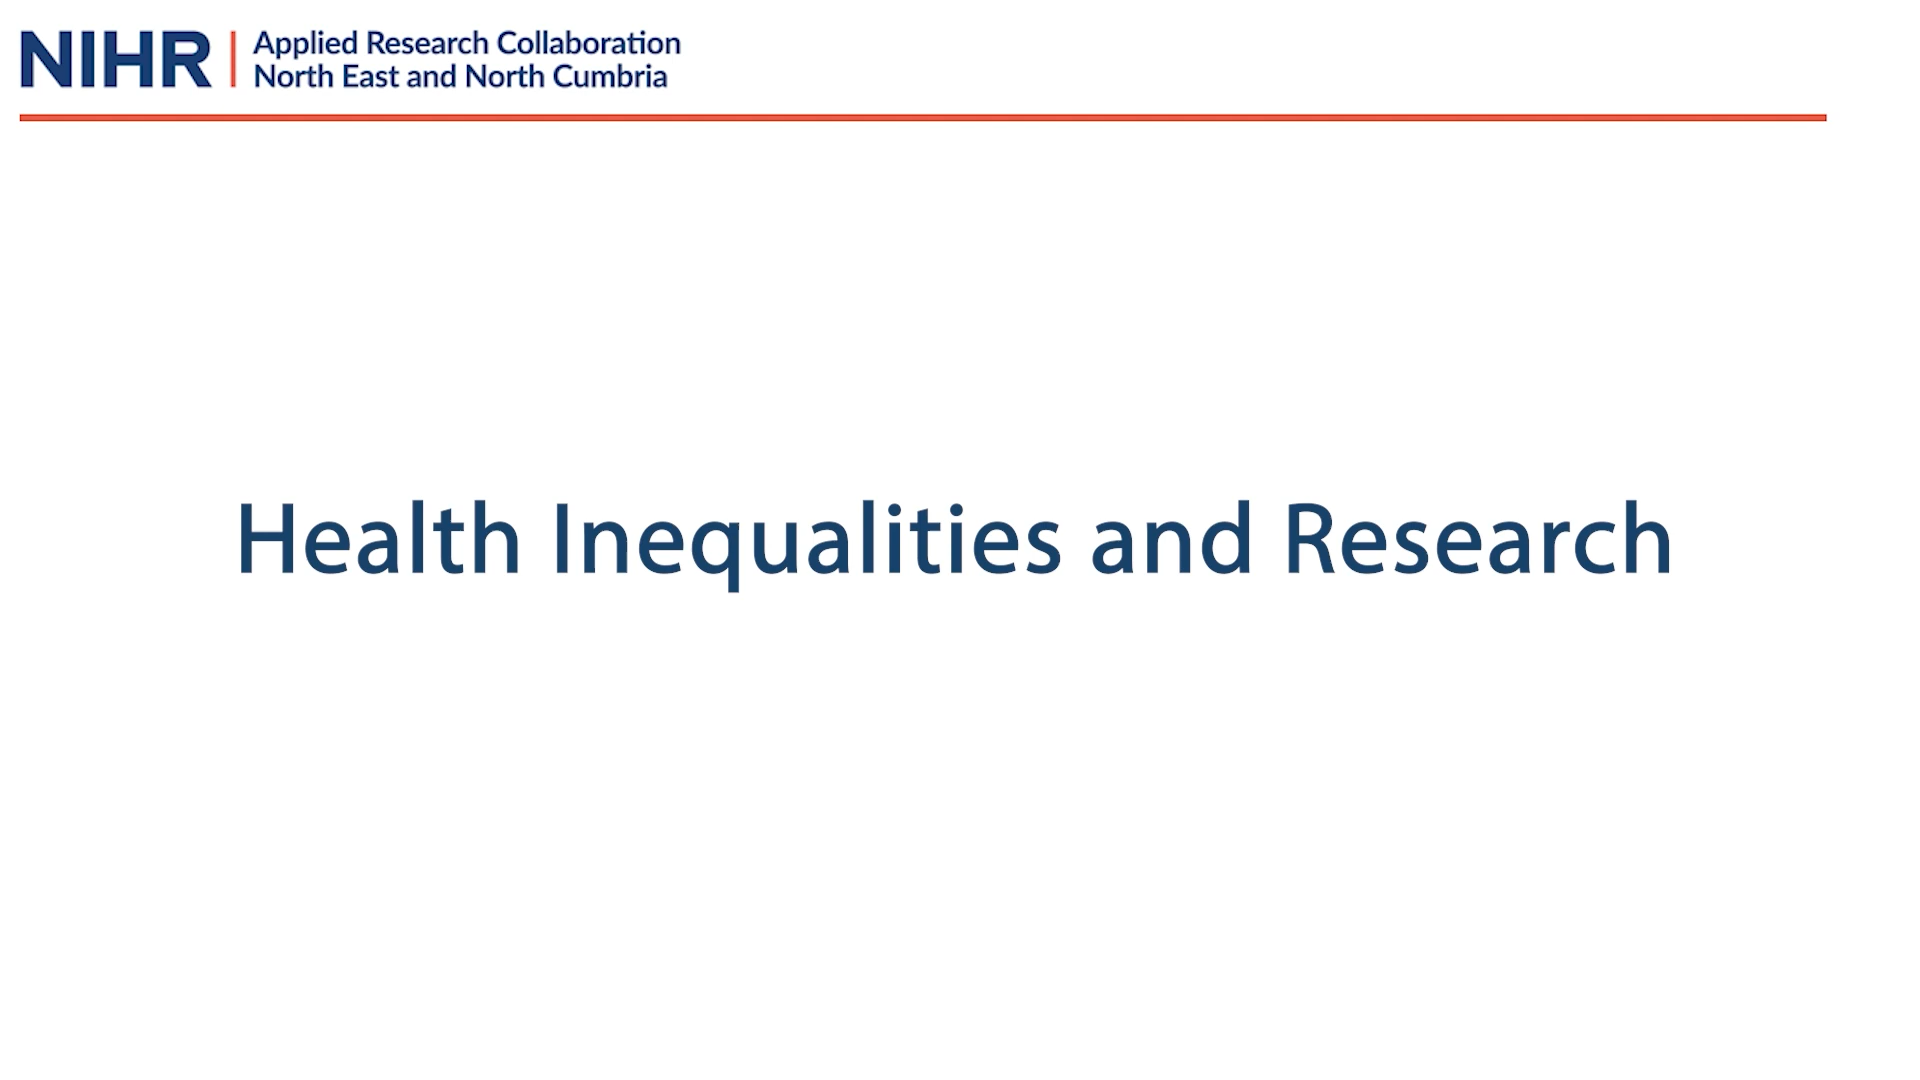 NIHR
Applied Research Collaboration
North East and North Cumbria
Health Inequalities and Research